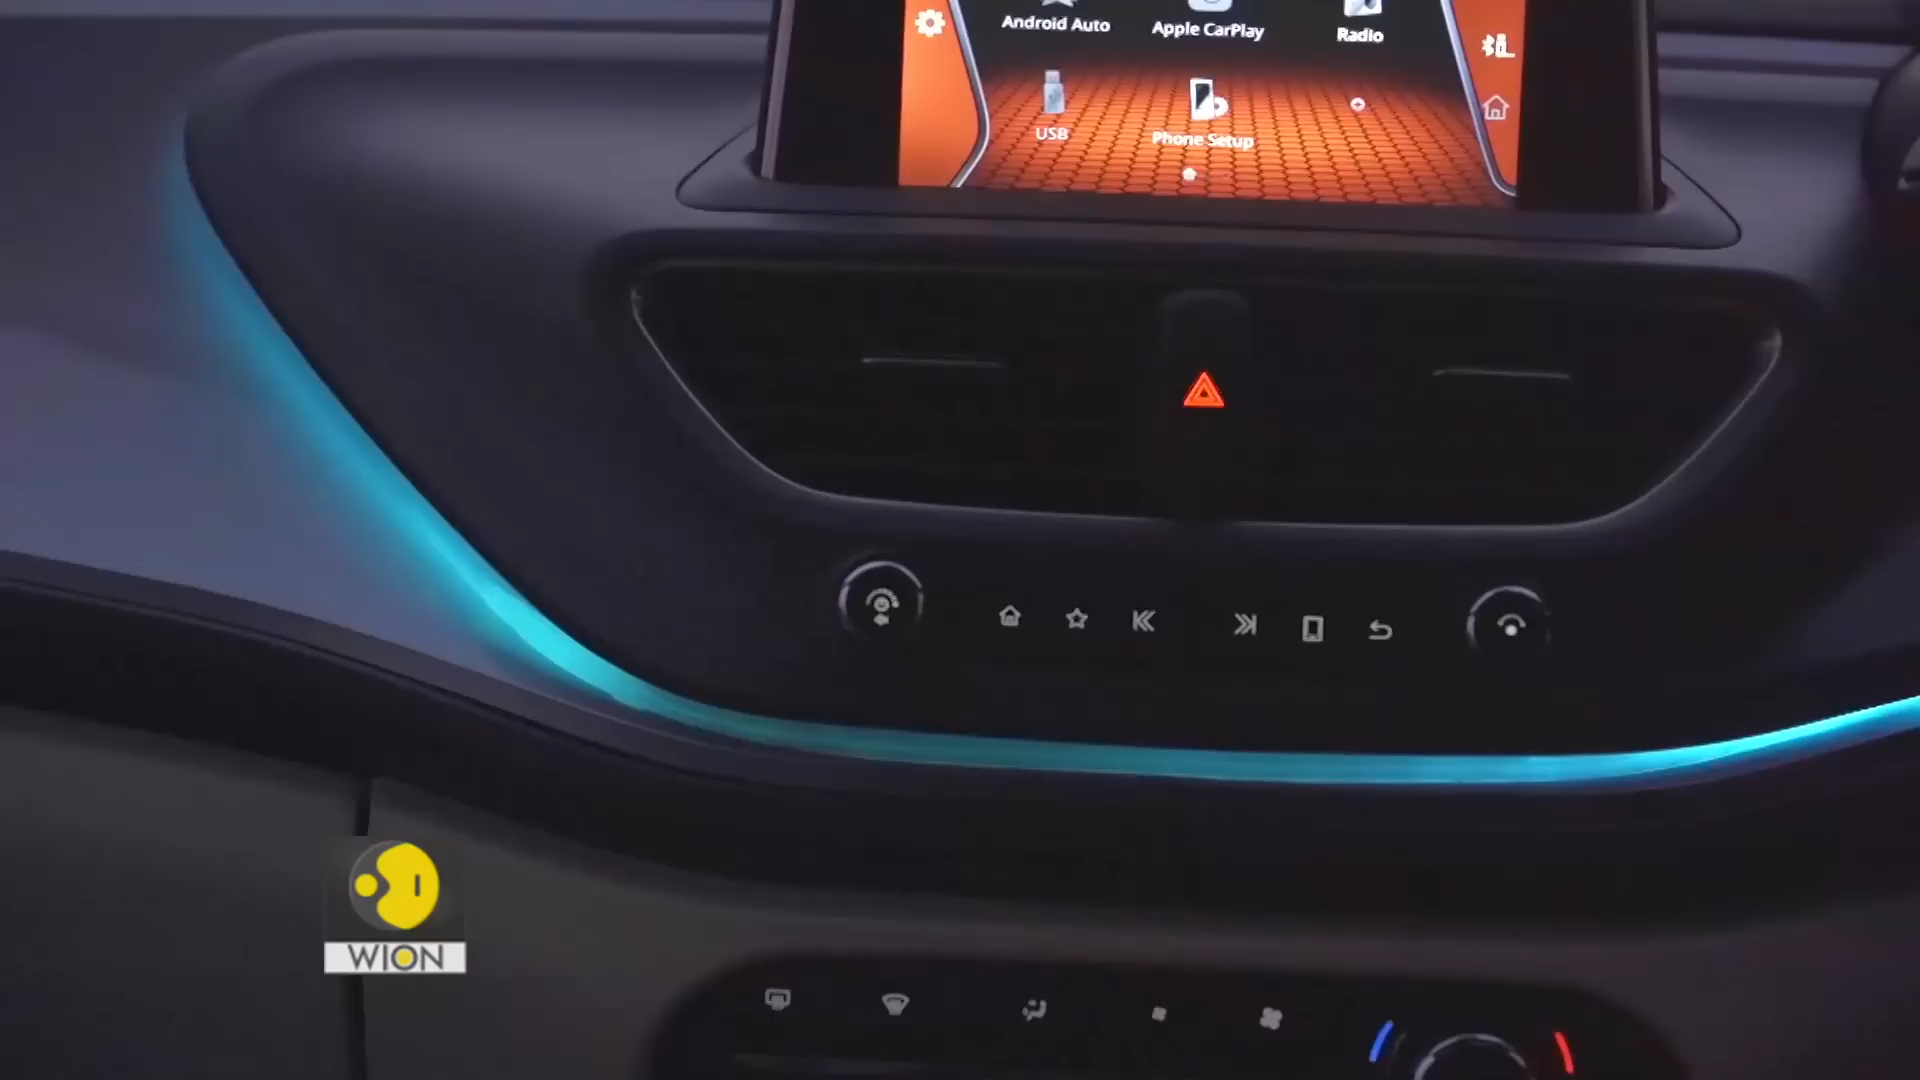 Android Auto
Apple CarPlay
Radio
USB
Phone Setup
WION